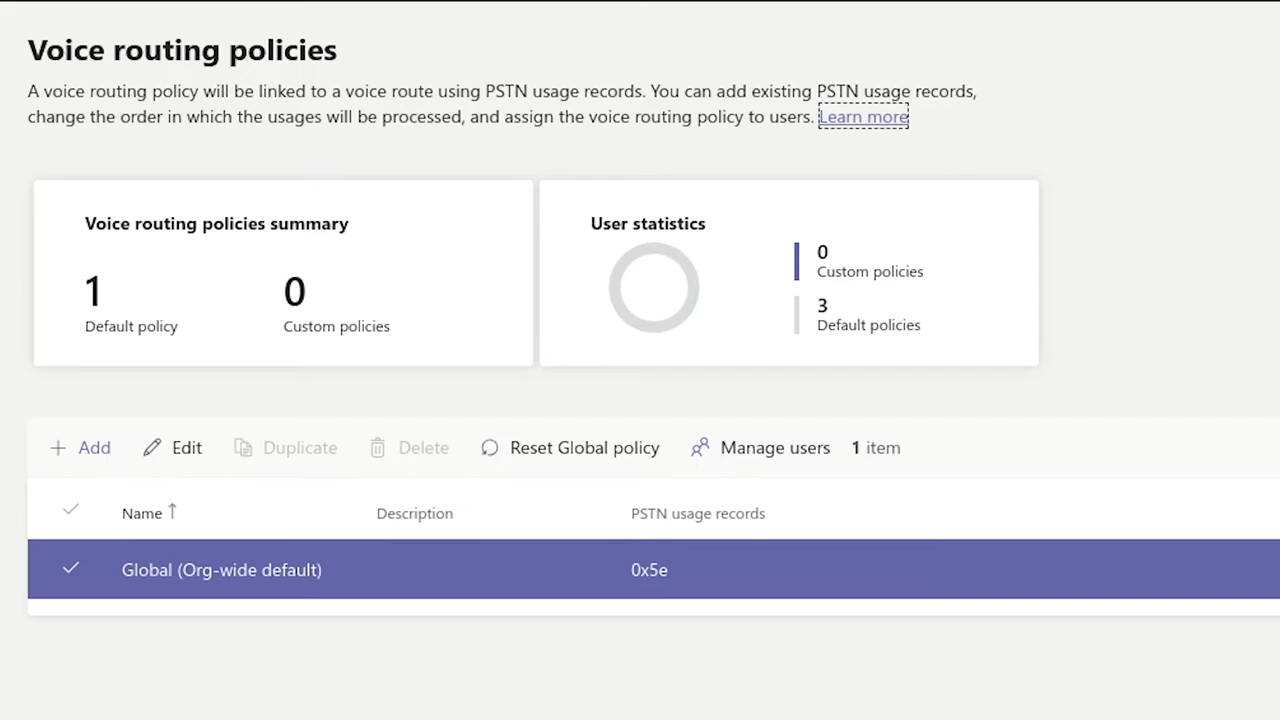 Voice routing policies
A voice routing policy will be linked to a voice route using PSTN usage records. You can add existing PSTN usage records,
change the order in which the usages will be processed, and assign the voice routing policy to users. Learn more
Voice routing policies summary
1
Default policy
0
Custom policies
User statistics
0
Custom policies
3
Default policies
Add Edit Duplicate Delete Reset Global policy Manage users 1 item
Name Description PSTN usage records
Global (Org-wide default) 0x5e